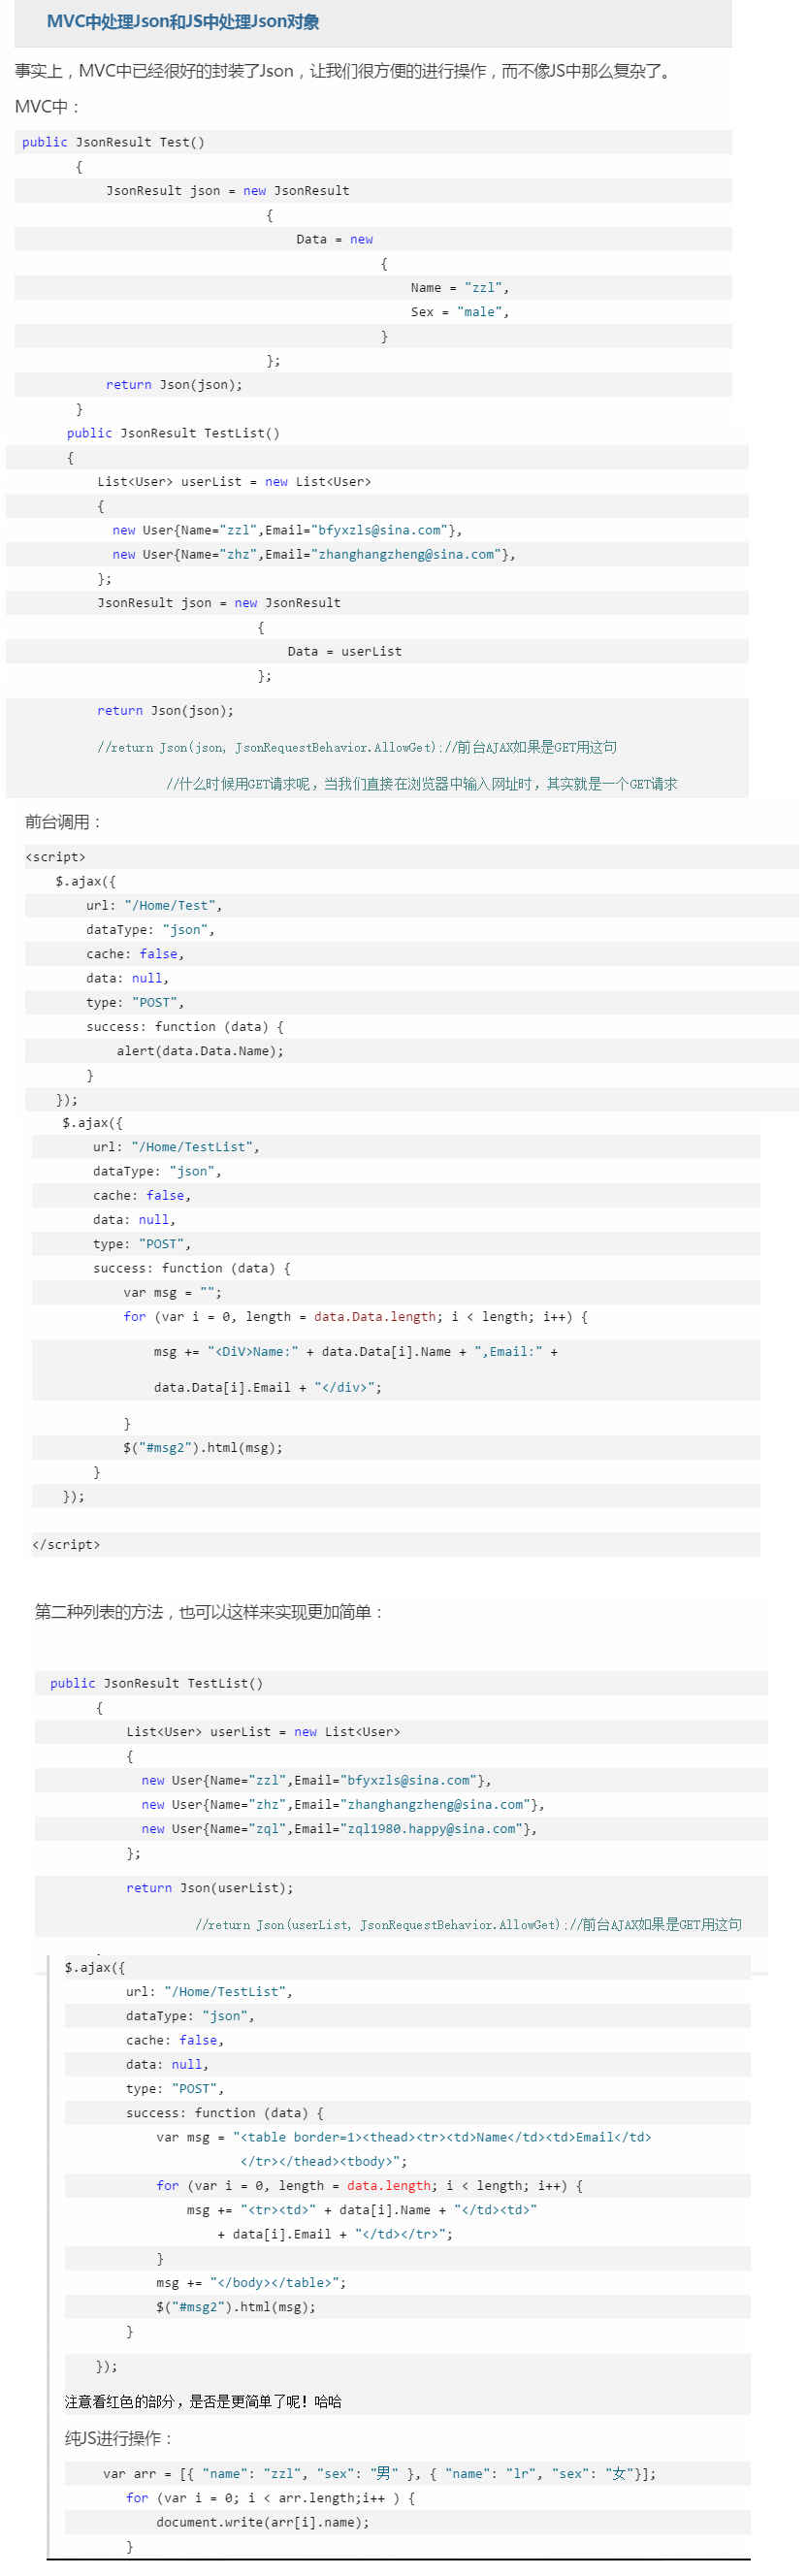 MVC中处理Json和JS中处理Json对象
事实上，MVC中已经很好的封装了Json，让我们很方便的进行操作，而不像JS中那么复杂了。
MVC中：
public JsonResult Test()
{
JsonResult json = new JsonResult
{
Data = new
{
Name = "zzl",
Sex = "male",
}
};
return Json(json);
}
public JsonResult TestList()
{
List<User> userList = new List<User>
{
new User{Name="zzl",Email="bfyxzls@sina.com"},
new User{Name="zhz",Email="zhanghangzheng@sina.com"},
};
JsonResult json = new JsonResult
{
Data = userList
};
return Json(json);
//return Json(json, JsonRequestBehavior.AllowGet);//前台AJAX如果是GET用这句
//什么时候用GET请求呢，当我们直接在浏览器中输入网址时，其实就是一个GET请求
前台调用：
<script>
$.ajax({
url: "/Home/Test",
dataType: "json",
cache: false,
data: null,
type: "POST",
success: function (data) {
alert(data.Data.Name);
}
});
$.ajax({
url: "/Home/TestList",
dataType: "json",
cache: false,
data: null,
type: "POST",
success: function (data) {
var msg = "";
for (var i = 0, length = data.Data.length; i < length; i++) {
msg += "<DiV>Name:" + data.Data[i].Name + ",Email:" +
data.Data[i].Email + "</div>";
}
$("#msg2").html(msg);
}
});
</script>
第二种列表的方法，也可以这样来实现更加简单：
public JsonResult TestList()
{
List<User> userList = new List<User>
{
new User{Name="zzl",Email="bfyxzls@sina.com"},
new User{Name="zhz",Email="zhanghangzheng@sina.com"},
new User{Name="zql",Email="zql1980.happy@sina.com"},
};
return Json(userList);
//return Json(userList, JsonRequestBehavior.AllowGet);//前台AJAX如果是GET用这句
$.ajax({
url: "/Home/TestList",
dataType: "json",
cache: false,
data: null,
type: "POST",
success: function (data) {
var msg = "<table border=1><thead><tr><td>Name</td><td>Email</td>
</tr></thead><tbody>";
for (var i = 0, length = data.length; i < length; i++) {
msg += "<tr><td>" + data[i].Name + "</td><td>"
+ data[i].Email + "</td></tr>";
}
msg += "</body></table>";
$("#msg2").html(msg);
}
});
注意看红色的部分，是否是更简单了呢！哈哈
纯JS进行操作：
var arr = [{ "name": "zzl", "sex": "男" }, { "name": "lr", "sex": "女"}];
for (var i = 0; i < arr.length;i++ ) {
document.write(arr[i].name);
}